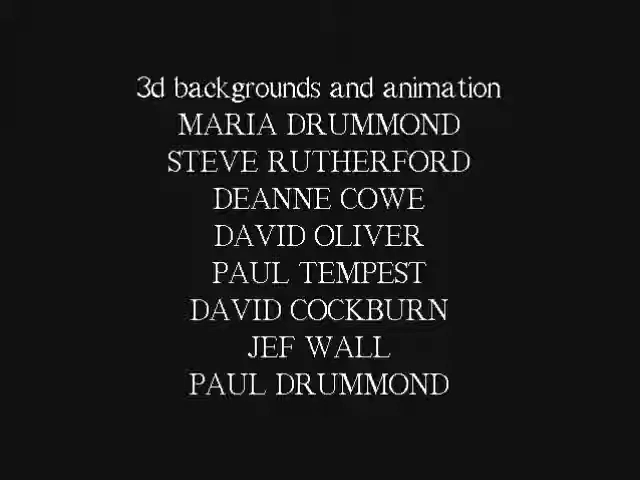 3d backgrounds and animation
MARIA DRUMMOND
STEVE RUTHERFORD
DEANNE COWE
DAVID OLIVER
PAUL TEMPEST
DAVID COCKBURN
JEF WALL
PAUL DRUMMOND